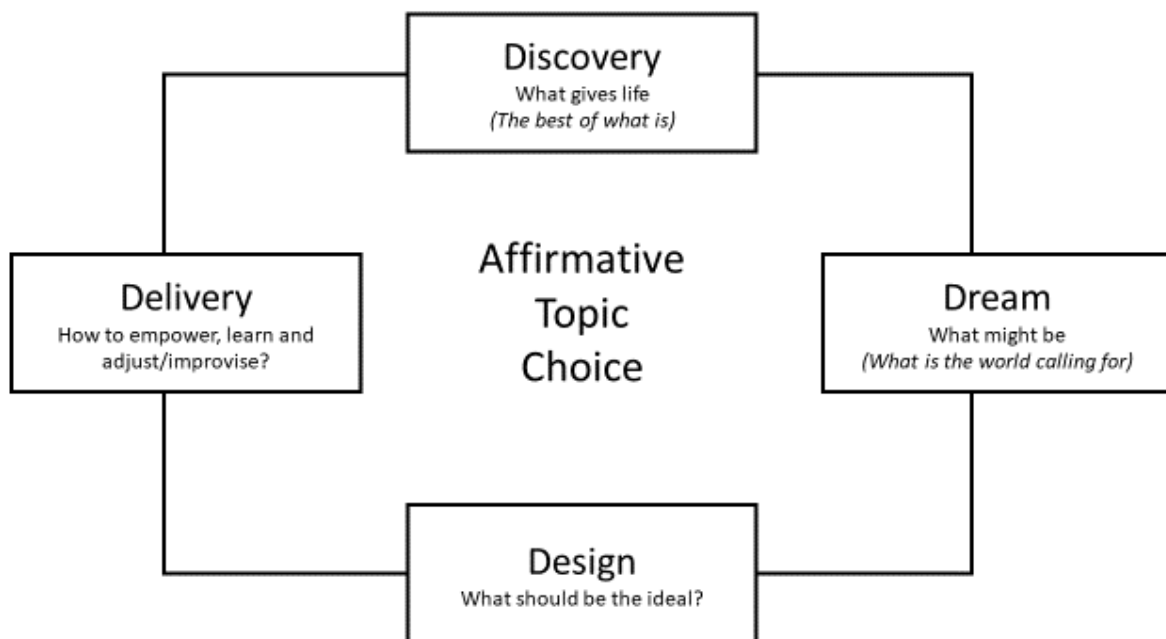 Discovery
What gives life
(The best of what is)
Affirmative
Topic
Choice
Delivery
How to empower, learn and
adjust/improvise?
Dream
What might be
(What is the world calling for)
Design
What should be the ideal?